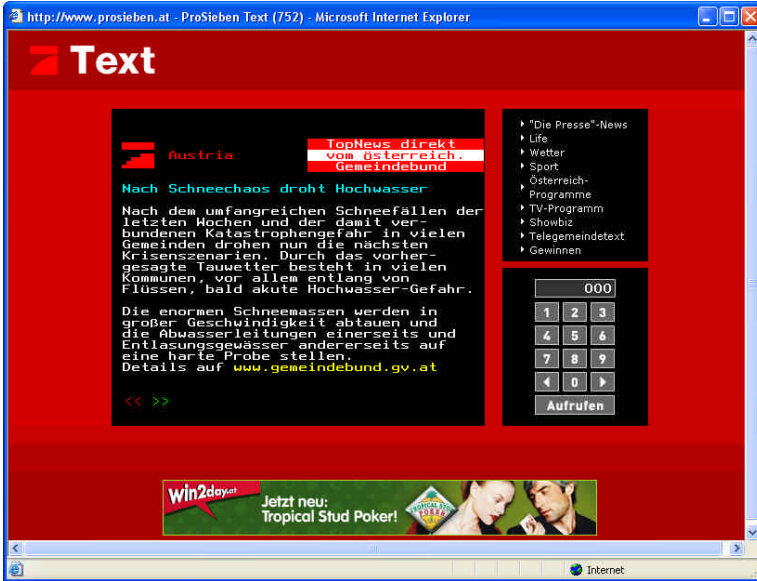 http://www.prosieben.at - ProSieben Text (752) - Microsoft Internet Explorer
Text
Austria
TopNews direkt
vom österreich.
Gemeindebund
Nach Schneechaos droht Hochwasser
Nach dem umfangreichen Schneefällen der
letzten Wochen und der damit ver-
bundenen Katastrophengefahr in vielen
Gemeinden drohen nun die nächsten
Krisenszenarien. Durch das vorher-
gesagte Tauwetter besteht in vielen
Kommunen, vor allem entlang von
Flüssen, bald akute Hochwasser-Gefahr.
Die enormen Schneemassen werden in
großer Geschwindigkeit abtauen und
die Abwasserleitungen einerseits und
Entlasungsgewässer andererseits auf
eine harte Probe stellen.
Details auf www.gemeindebund.gv.at
<< >>
"Die Presse"-News
Life
Wetter
Sport
Österreich-
Programme
TV-Programm
Showbiz
Telegemeindetext
Gewinnen
000
1 2 3
4 5 6
7 8 9
0
Aufrufen
win2day.at
Jetzt neu:
Tropical Stud Poker!
TROPICAL STUD
POKER
Internet